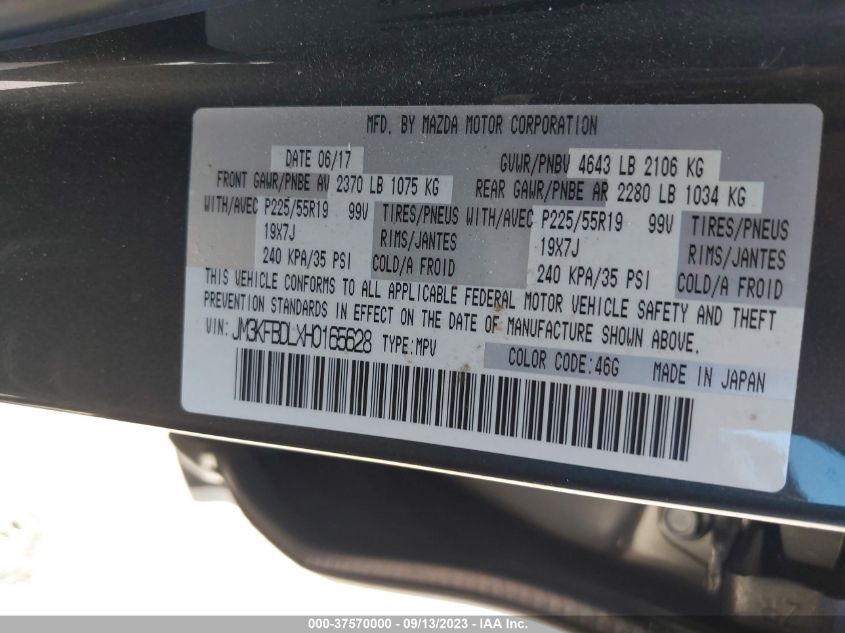 MFD. BY MAZDA MOTOR CORPORATION
DATE 06/17 GVWR/PNBV 4643 LB 2106 KG
FRONT GAWR/PNBE AV 2370 LB 1075 KG REAR GAWR/PNBE AR 2280 LB 1034 KG
WITH/AVEC P225/55R19 99V TIRES/PNEUS WITH/AVEC P225/55R19 99V TIRES/PNEUS
19X7J RIMS/JANTES 19X7J RIMS/JANTES
240 KPA/35 PSI COLD/A FROID 240 KPA/35 PSI COLD/A FROID
THIS VEHICLE CONFORMS TO ALL APPLICABLE FEDERAL MOTOR VEHICLE SAFETY AND THEFT
PREVENTION STANDARDS IN EFFECT ON THE DATE OF MANUFACTURE SHOWN ABOVE.
VIN: JM3KFBDLXH0165628 TYPE:MPV
COLOR CODE:46G MADE IN JAPAN
000-37570000 - 09/13/2023 - IAA Inc.